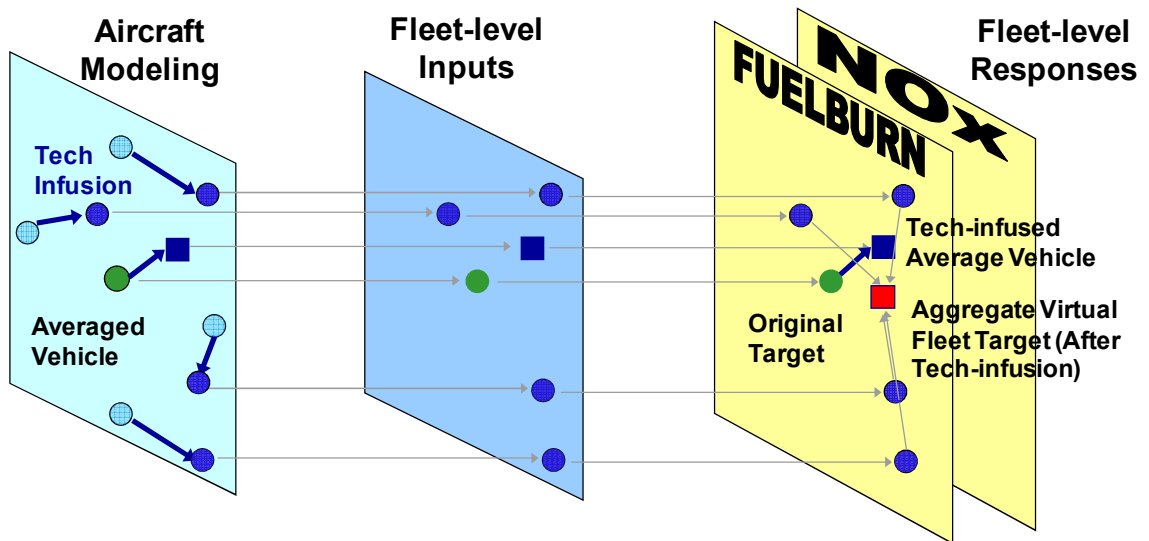 Aircraft
Modeling
Fleet-level
Inputs
Fleet-level
Responses
NOx
FUELBURN
Tech
Infusion
Averaged
Vehicle
Original
Target
Tech-infused
Average Vehicle
Aggregate Virtual
Fleet Target (After
Tech-infusion)